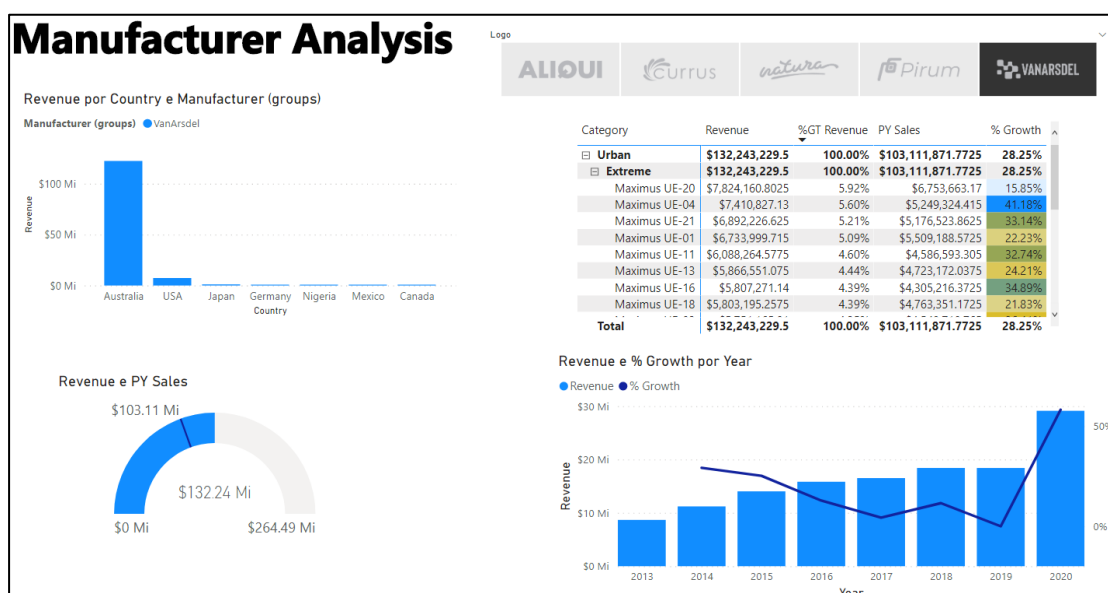 Manufacturer Analysis
Logo
ALIQUI
Currus
natura
Pirum
VANARSDEL
Revenue por Country e Manufacturer (groups)
Manufacturer (groups) VanArsdel
$100 Mi
$50 Mi
$0 Mi
Revenue
Australia USA Japan Germany Nigeria Mexico Canada
Country
Category Revenue %GT Revenue PY Sales % Growth
Urban $132,243,229.5 100.00% $103,111,871.7725 28.25%
Extreme $132,243,229.5 100.00% $103,111,871.7725 28.25%
Maximus UE-20 $7,824,160.8025 5.92% $6,753,663.17 15.85%
Maximus UE-04 $7,410,827.13 5.60% $5,249,324.415 41.18%
Maximus UE-21 $6,892,226.625 5.21% $5,176,523.8625 33.14%
Maximus UE-01 $6,733,999.715 5.09% $5,509,188.5725 22.23%
Maximus UE-11 $6,088,264.5775 4.60% $4,586,593.305 32.74%
Maximus UE-13 $5,866,551.075 4.44% $4,723,172.0375 24.21%
Maximus UE-16 $5,807,271.14 4.39% $4,305,216.3725 34.89%
Maximus UE-18 $5,803,195.2575 4.39% $4,763,351.1725 21.83%
Total $132,243,229.5 100.00% $103,111,871.7725 28.25%
Revenue e PY Sales
$103.11 Mi
$132.24 Mi
$0 Mi $264.49 Mi
Revenue e % Growth por Year
Revenue % Growth
$30 Mi
$20 Mi
$10 Mi
$0 Mi
Revenue
50%
0%
2013 2014 2015 2016 2017 2018 2019 2020
Year